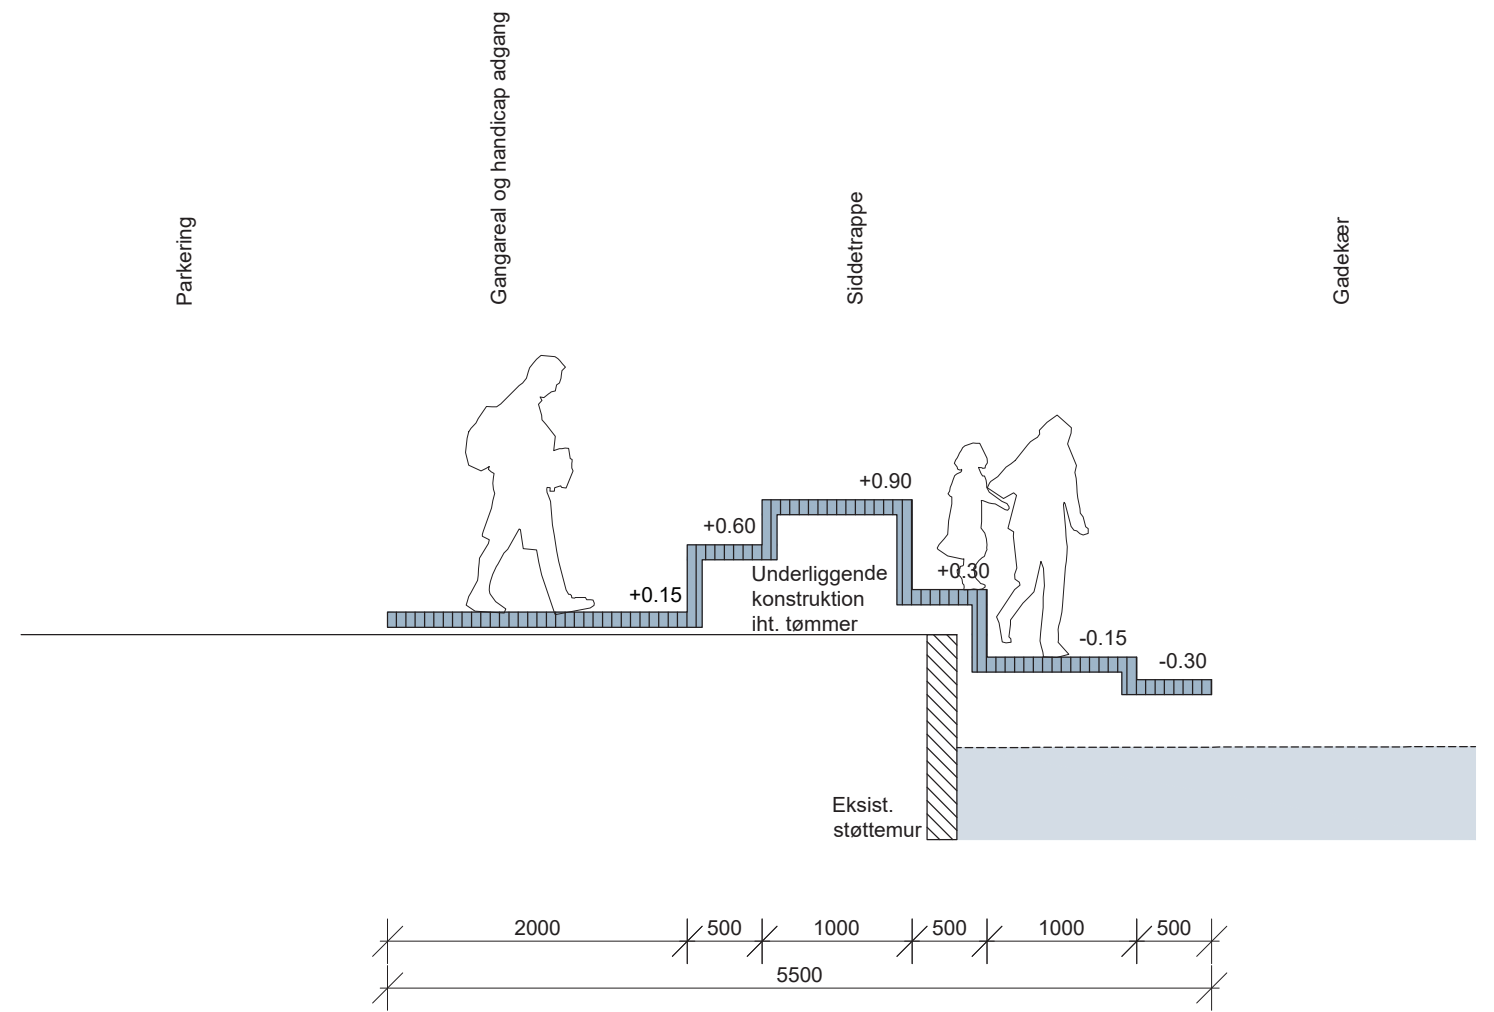 Parkering
Gangareal og handicap adgang
Siddetrappe
Gadekær
+0.90
+0.60
+0.30
+0.15
Underliggende
konstruktion
iht. tømmer
-0.15
-0.30
Eksist.
støttemur
2000
500
1000
500
1000
500
5500